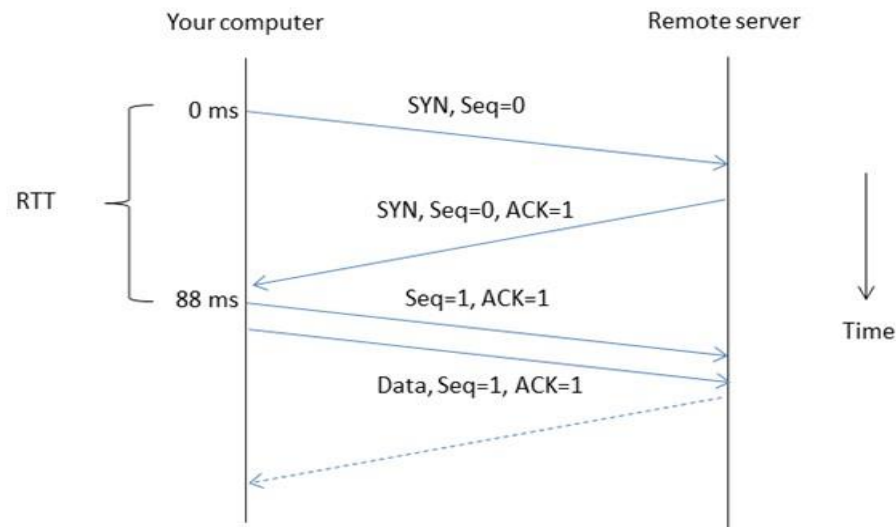 Your computer
Remote server
0 ms
SYN, Seq=0
RTT
SYN, Seq=0, ACK=1
88 ms
Seq=1, ACK=1
Time
Data, Seq=1, ACK=1